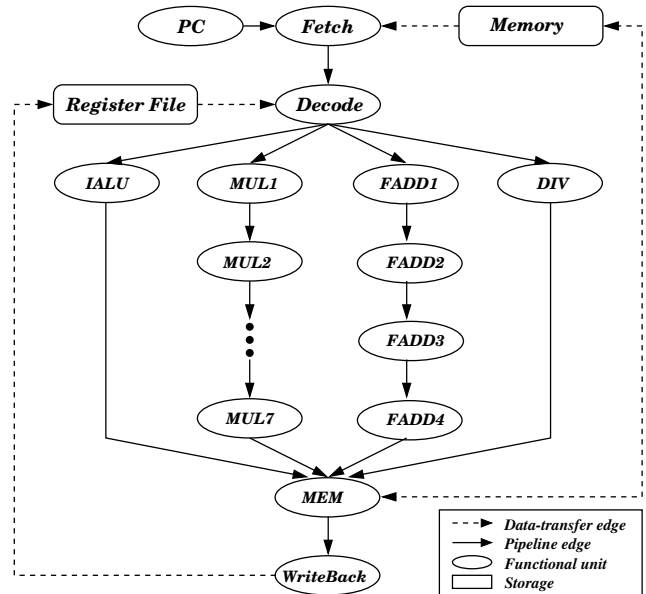 PC
Fetch
Memory
Register File
Decode
IALU
MUL1
FADD1
DIV
MUL2
FADD2
FADD3
MUL7
FADD4
MEM
WriteBack
Data-transfer edge
Pipeline edge
Functional unit
Storage